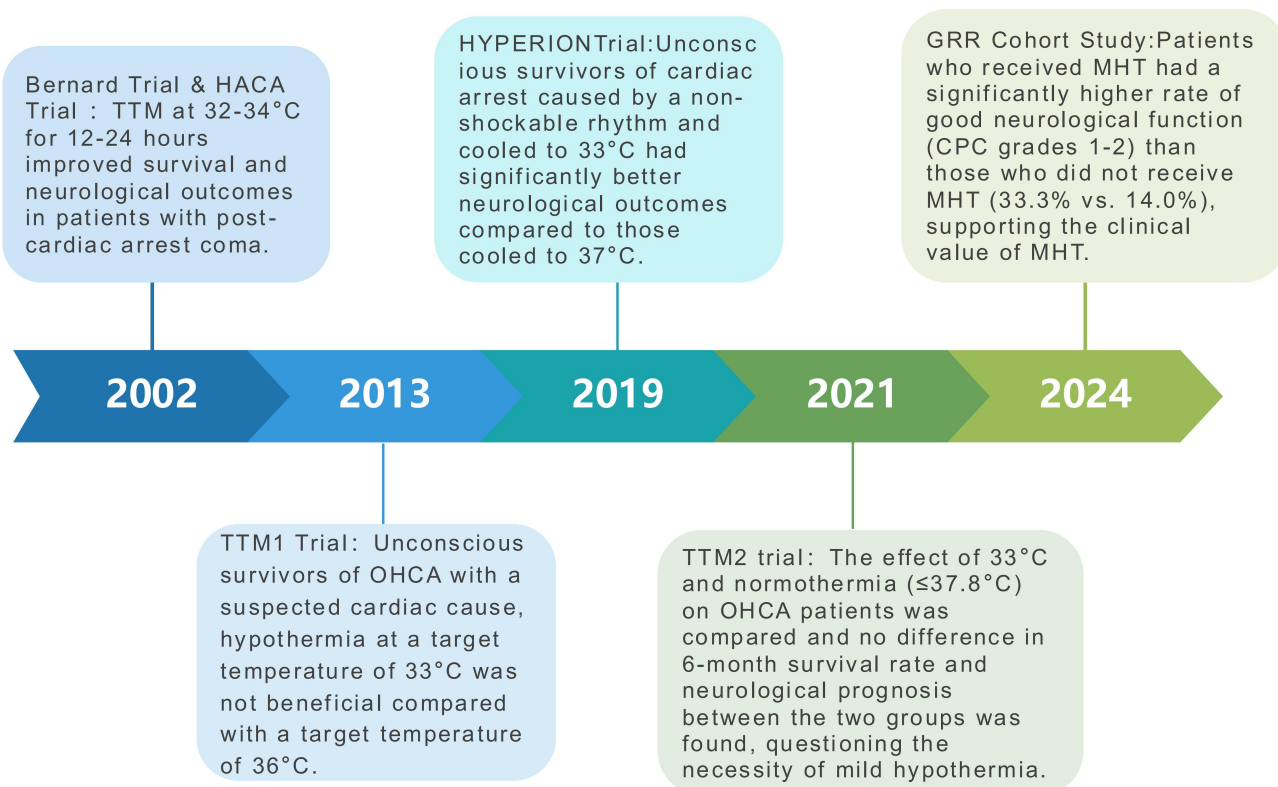 Bernard Trial & HACA
Trial : TTM at 32-34°C
for 12-24 hours
improved survival and
neurological outcomes
in patients with post-
cardiac arrest coma.
HYPERIONTrial:Unconsc
ious survivors of cardiac
arrest caused by a non-
shockable rhythm and
cooled to 33°C had
significantly better
neurological outcomes
compared to those
cooled to 37°C.
GRR Cohort Study:Patients
who received MHT had a
significantly higher rate of
good neurological function
(CPC grades 1-2) than
those who did not receive
MHT (33.3% vs. 14.0%),
supporting the clinical
value of MHT.
2002
2013
2019
2021
2024
TTM1 Trial: Unconscious
survivors of OHCA with a
suspected cardiac cause,
hypothermia at a target
temperature of 33°C was
not beneficial compared
with a target temperature
of 36°C.
TTM2 trial: The effect of 33°C
and normothermia (≤37.8°C)
on OHCA patients was
compared and no difference in
6-month survival rate and
neurological prognosis
between the two groups was
found, questioning the
necessity of mild hypothermia.